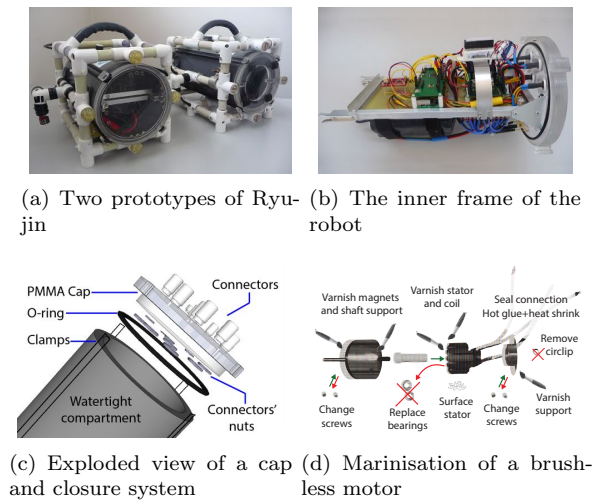 (a) Two prototypes of Ryu-
jin
(b) The inner frame of the
robot
Connectors
PMMA Cap
O-ring
Clamps
Watertight
compartment
Connectors'
nuts
(c) Exploded view of a cap
and closure system
Varnish magnets
and shaft support
Varnish stator
and coil
Seal connection
Hot glue+heat shrink
Remove
circlip
Change
screws
Replace
bearings
Surface
stator
Change
screws
Varnish
support
(d) Marinisation of a brush-
less motor